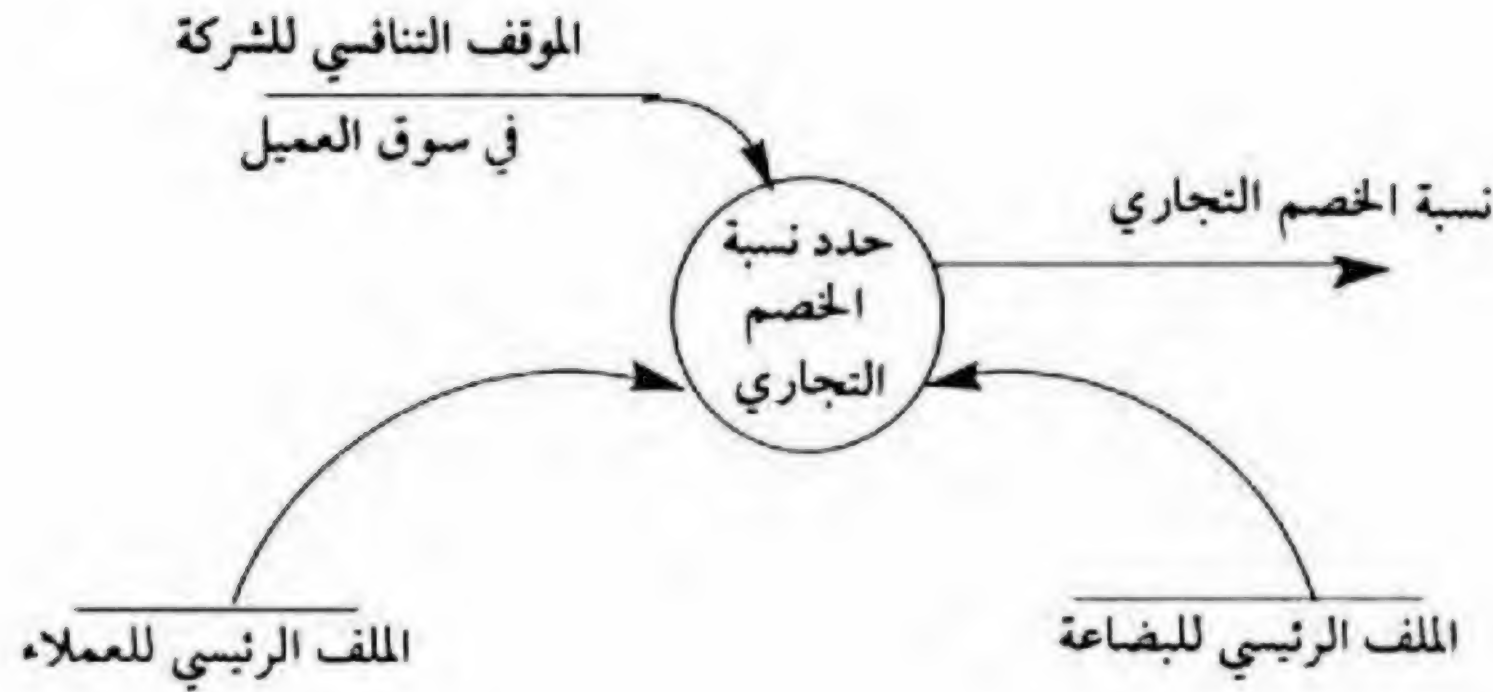 الموقف التنافسي للشركة
في سوق العميل
نسبة الخصم التجاري
حدد نسبة
الخصم
التجاري
الملف الرئيسي للبضاعة
الملف الرئيسي للعملاء